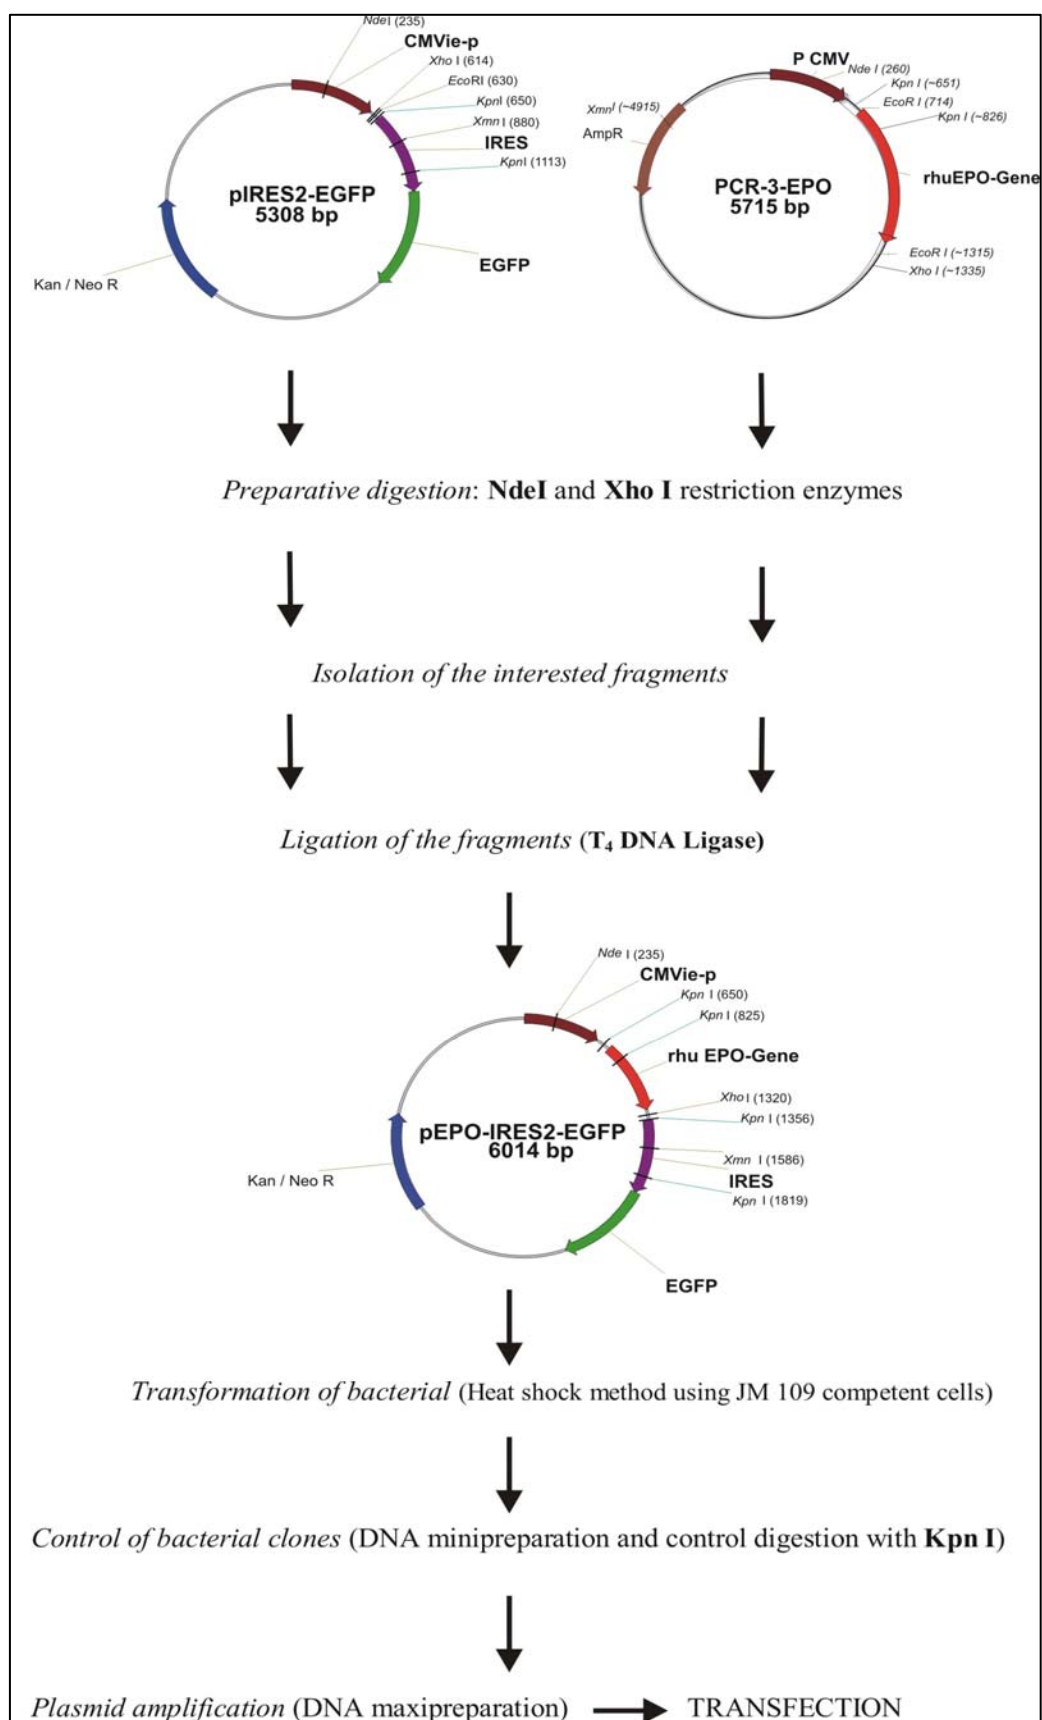 NdeI (235)
CMVie-p
Xho I (614)
EcoRI (630)
KpnI (650)
Xmn I (880)
IRES
KpnI (1113)
pIRES2-EGFP
5308 bp
EGFP
Kan / Neo R
P CMV
Nde I (260)
Kpn I (~651)
EcoR I (714)
Kpn I (~826)
XmnI (~4915)
AmpR
PCR-3-EPO
5715 bp
rhuEPO-Gene
EcoR I (~1315)
Xho I (~1335)
Preparative digestion: NdeI and Xho I restriction enzymes
Isolation of the interested fragments
Ligation of the fragments (T4 DNA Ligase)
Nde I (235)
CMVie-p
Kpn I (650)
Kpn I (825)
rhu EPO-Gene
Xho I (1320)
Kpn I (1356)
pEPO-IRES2-EGFP
6014 bp
Xmn I (1586)
IRES
Kpn I (1819)
Kan / Neo R
EGFP
Transformation of bacterial (Heat shock method using JM 109 competent cells)
Control of bacterial clones (DNA minipreparation and control digestion with Kpn I)
Plasmid amplification (DNA maxipreparation) TRANSFECTION